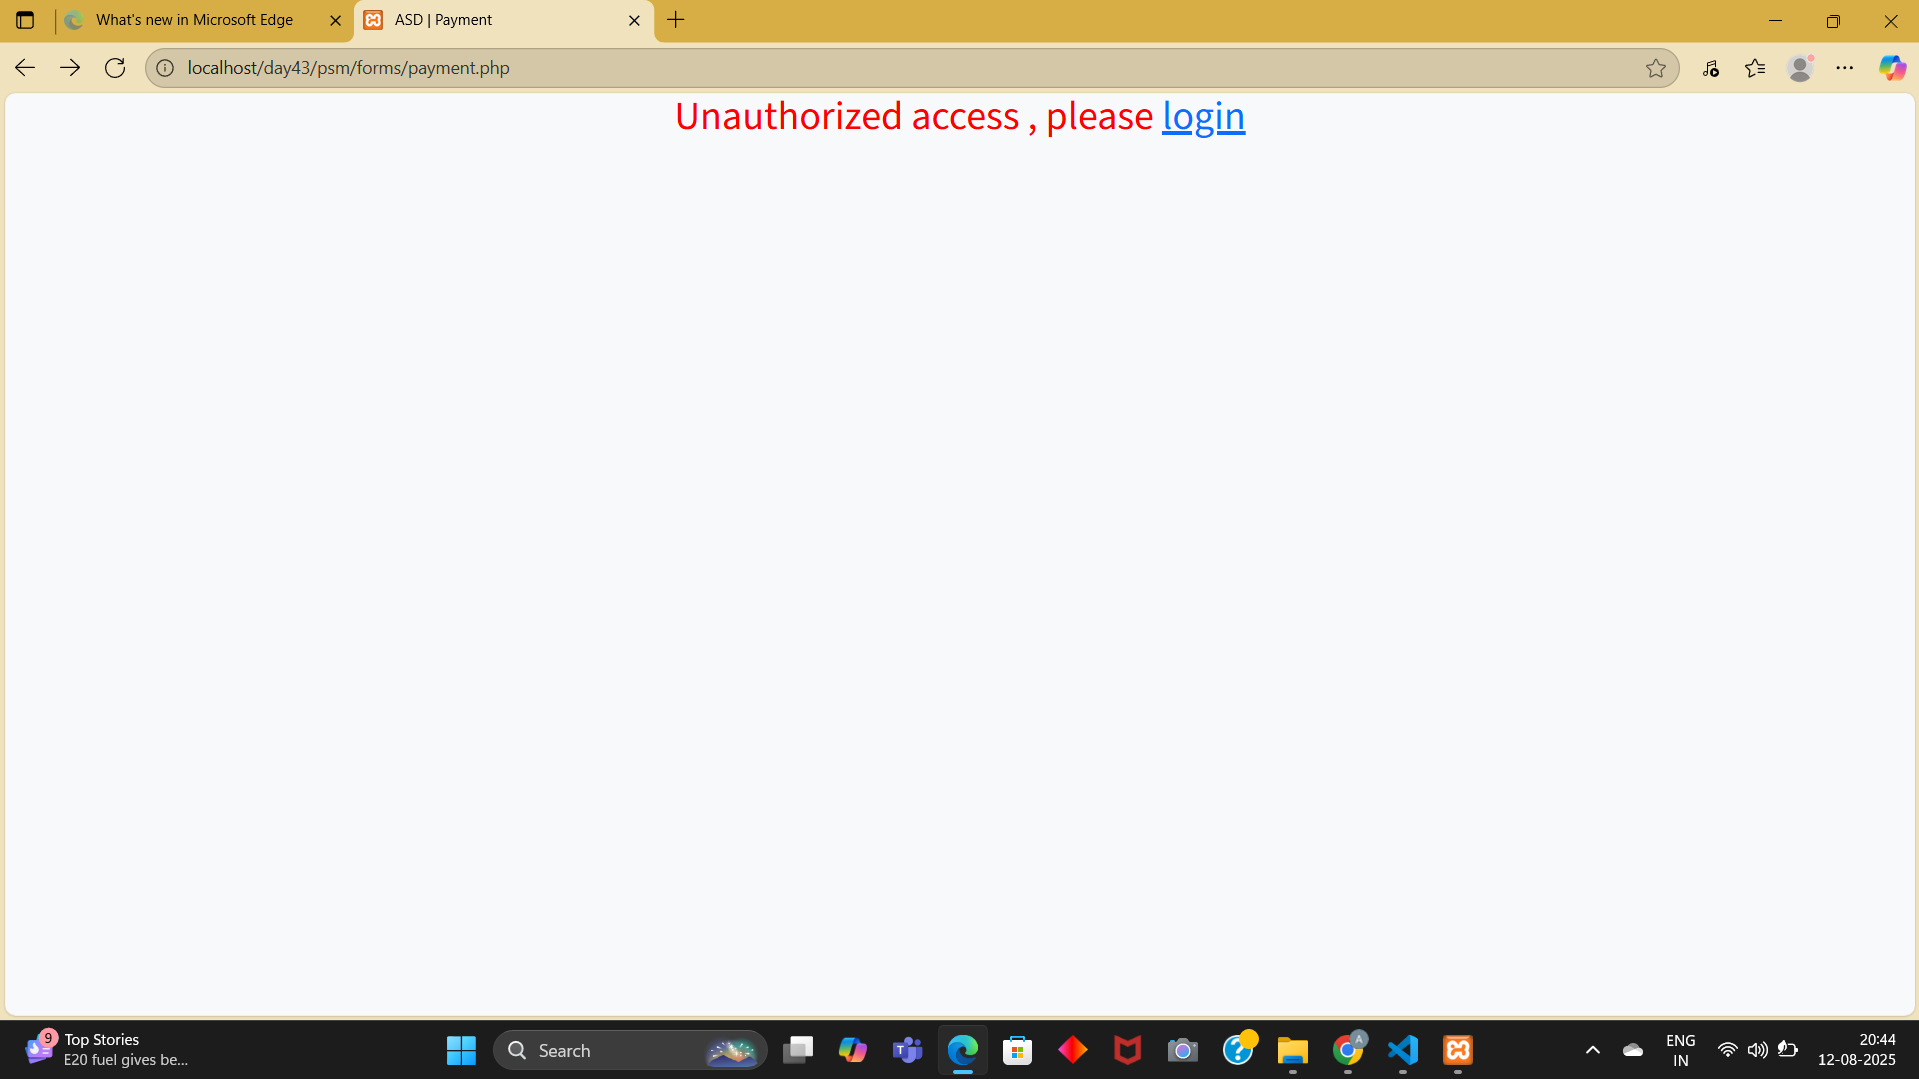 What's new in Microsoft Edge
ASD | Payment
localhost/day43/psm/forms/payment.php
Unauthorized access , please login
9
Top Stories
E20 fuel gives be...
Search
T
?
A
ENG
IN
20:44
12-08-2025